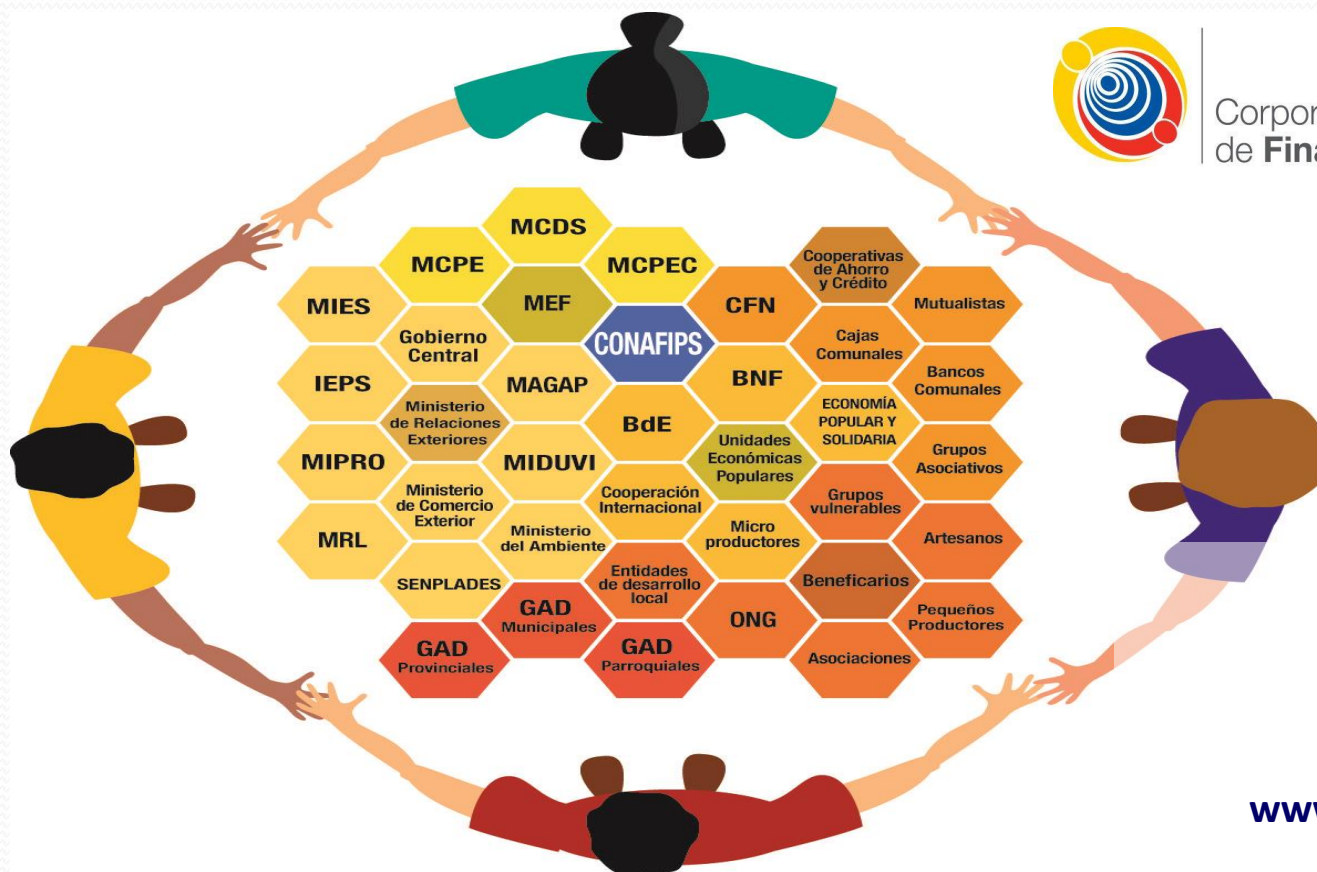 Corpor
de Fina
MCDS
MCPE
MCPEC
Cooperativas
de Ahorro
y Crédito
MIES
MEF
CFN
Mutualistas
Gobierno
Central
CONAFIPS
Cajas
Comunales
IEPS
MAGAP
BNF
Bancos
Comunales
Ministerio
de Relaciones
Exteriores
BdE
ECONOMÍA
POPULAR Y
SOLIDARIA
MIPRO
MIDUVI
Unidades
Económicas
Populares
Grupos
Asociativos
Ministerio
de Comercio
Exterior
Cooperación
Internacional
Grupos
vulnerables
MRL
Ministerio
del Ambiente
Micro
productores
Artesanos
SENPLADES
Entidades
de desarrollo
local
Beneficarios
GAD
Municipales
ONG
Pequeños
Productores
GAD
Provinciales
GAD
Parroquiales
Asociaciones
www